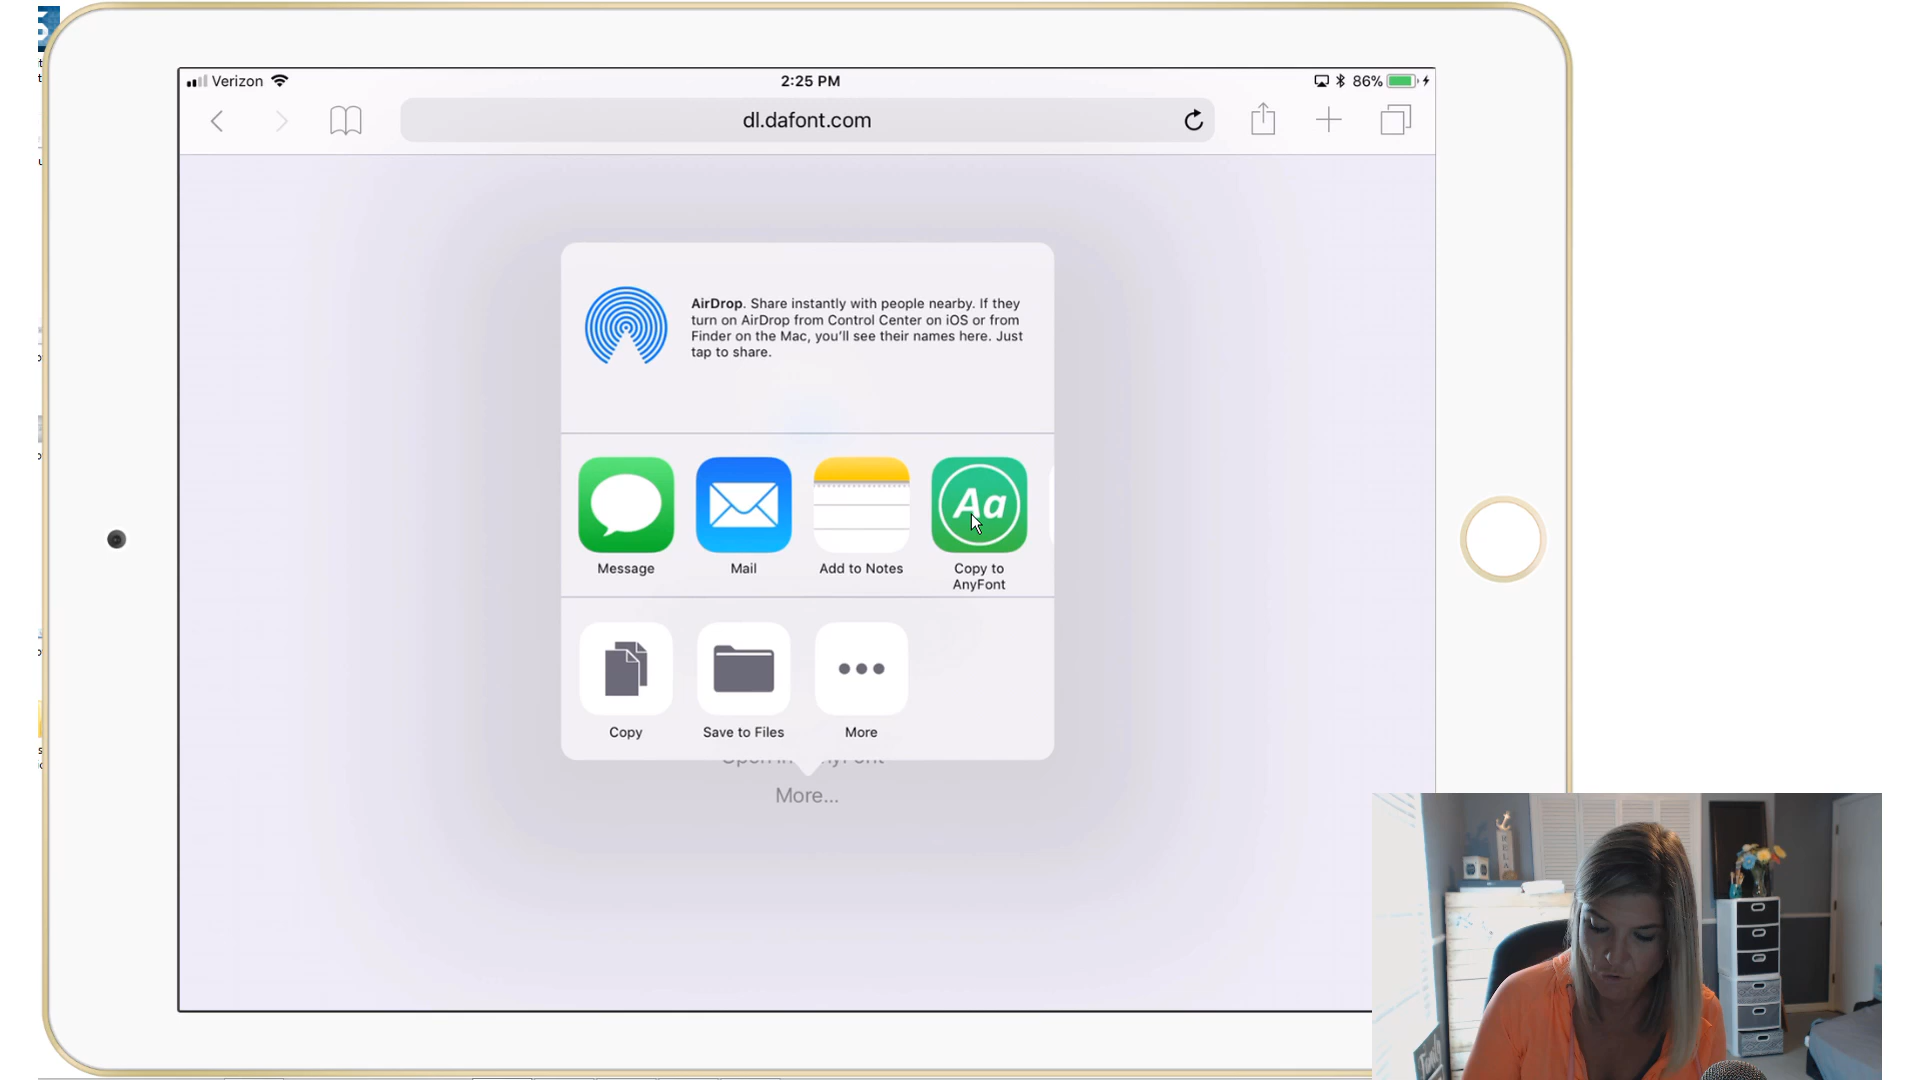 Verizon
2:25 PM
86%
dl.dafont.com
AirDrop. Share instantly with people nearby. If they
turn on AirDrop from Control Center on iOS or from
Finder on the Mac, you'll see their names here. Just
tap to share.
Aa
Message
Mail
Add to Notes
Copy to
AnyFont
Copy
Save to Files
More
More...